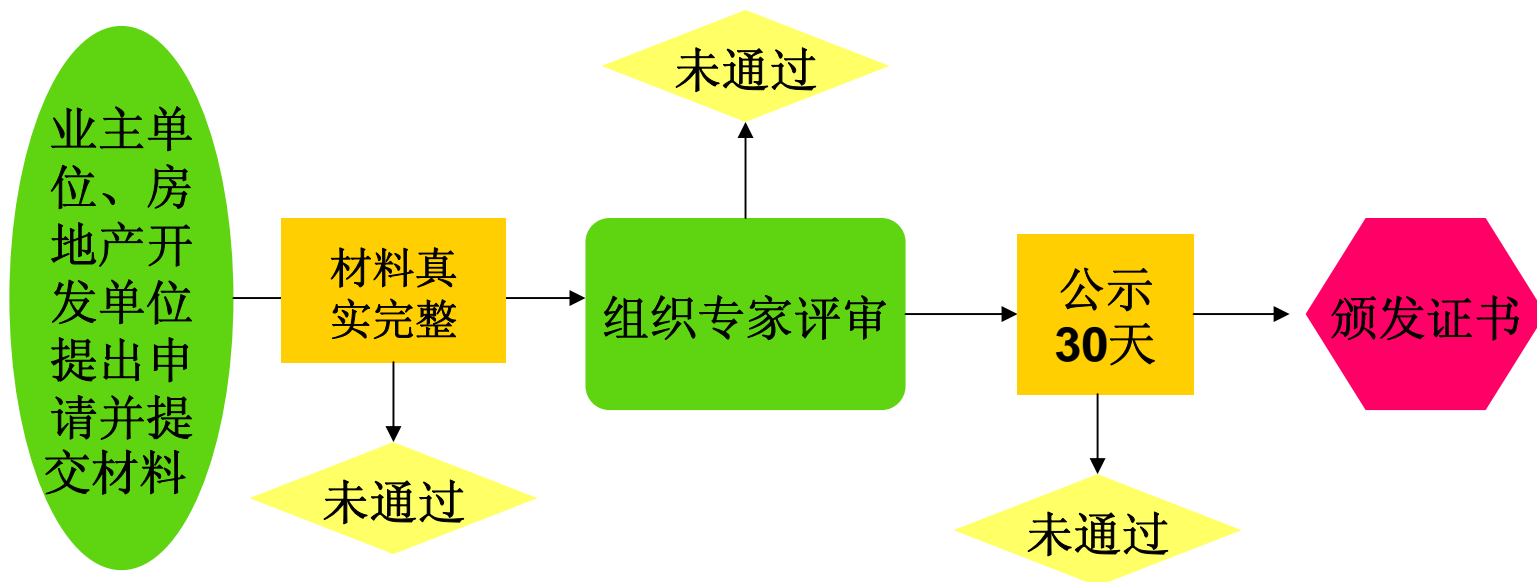 业主单
位、房
地产开
发单位
提出申
请并提
交材料
材料真
实完整
未通过
未通过
组织专家评审
公示
30天
未通过
颁发证书